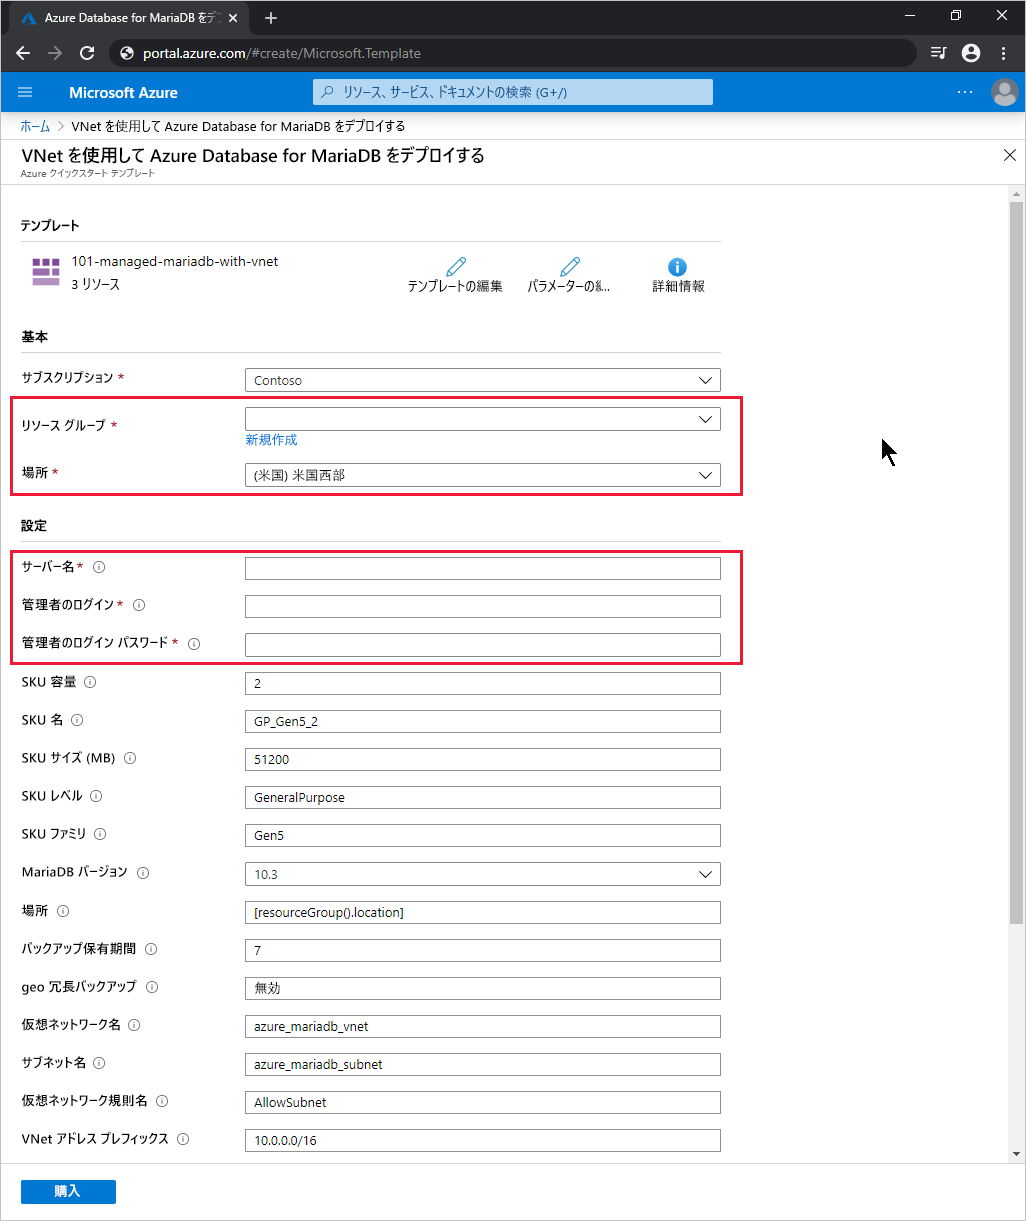 Azure Database for MariaDB をデ
portal.azure.com/#create/Microsoft.Template
Microsoft Azure
リソース、サービス、ドキュメントの検索 (G+/)
ホーム > VNet を使用して Azure Database for MariaDB をデプロイする
VNet を使用して Azure Database for MariaDB をデプロイする
Azure クイックスタート テンプレート
テンプレート
101-managed-mariadb-with-vnet
3 リソース
テンプレートの編集
パラメーターの編...
詳細情報
基本
サブスクリプション *
Contoso
リソース グループ *
新規作成
場所 *
(米国) 米国西部
設定
サーバー名 *
管理者のログイン *
管理者のログイン パスワード *
SKU 容量
2
SKU 名
GP_Gen5_2
SKU サイズ (MB)
51200
SKU レベル
GeneralPurpose
SKU ファミリ
Gen5
MariaDB バージョン
10.3
場所
[resourceGroup().location]
バックアップ保有期間
7
geo 冗長バックアップ
無効
仮想ネットワーク名
azure_mariadb_vnet
サブネット名
azure_mariadb_subnet
仮想ネットワーク規則名
AllowSubnet
VNet アドレス プレフィックス
10.0.0.0/16
購入